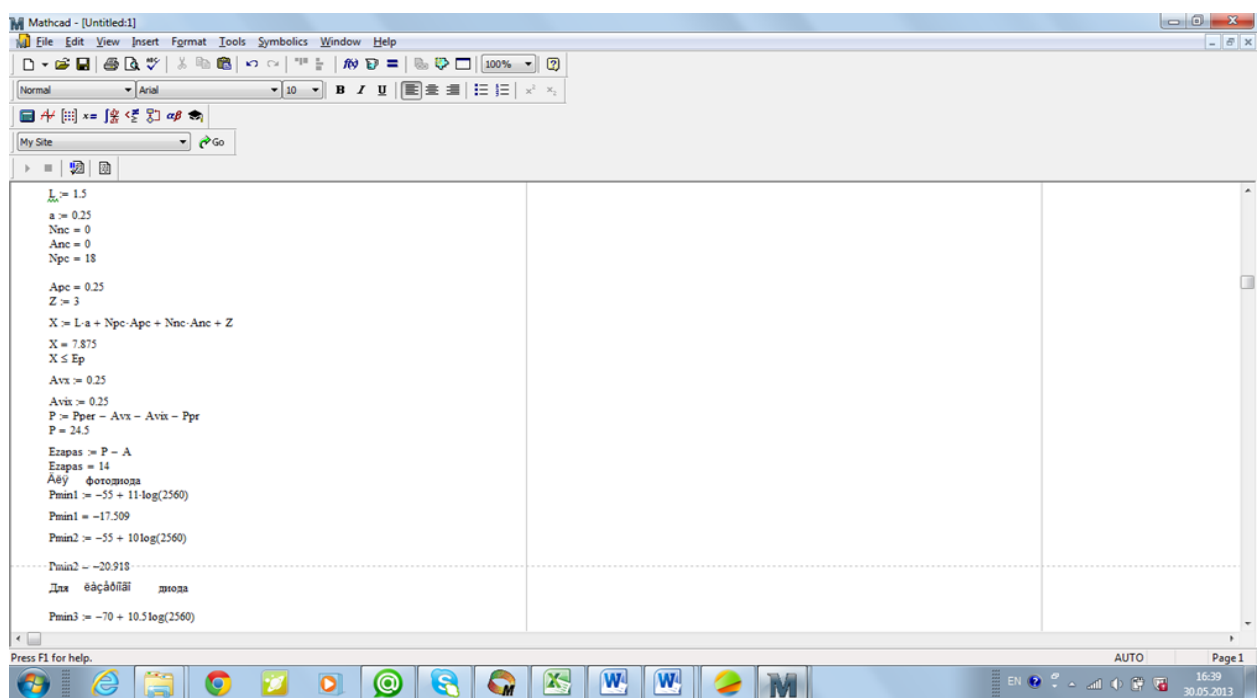 Mathcad - [Untitled:1]
File Edit View Insert Format Tools Symbolics Window Help
100%
Normal Arial 10 B I U
My Site Go
L := 1.5
a := 0.25
Nnc = 0
Anc = 0
Npc = 18
Apc = 0.25
Z := 3
X := L·a + Npc·Apc + Nnc·Anc + Z
X = 7.875
X ≤ Ep
Avx := 0.25
Avix := 0.25
P := Pper − Avx − Avix − Ppr
P = 24.5
Ezapas := P − A
Ezapas = 14
Äëÿ фотодиода
Pmin1 := −55 + 11·log(2560)
Pmin1 = −17.509
Pmin2 := −55 + 10log(2560)
Pmin2 = −20.918
Для ëàçåðíîãî диода
Pmin3 := −70 + 10.5log(2560)
Press F1 for help. AUTO Page 1
EN 16:39
30.05.2013